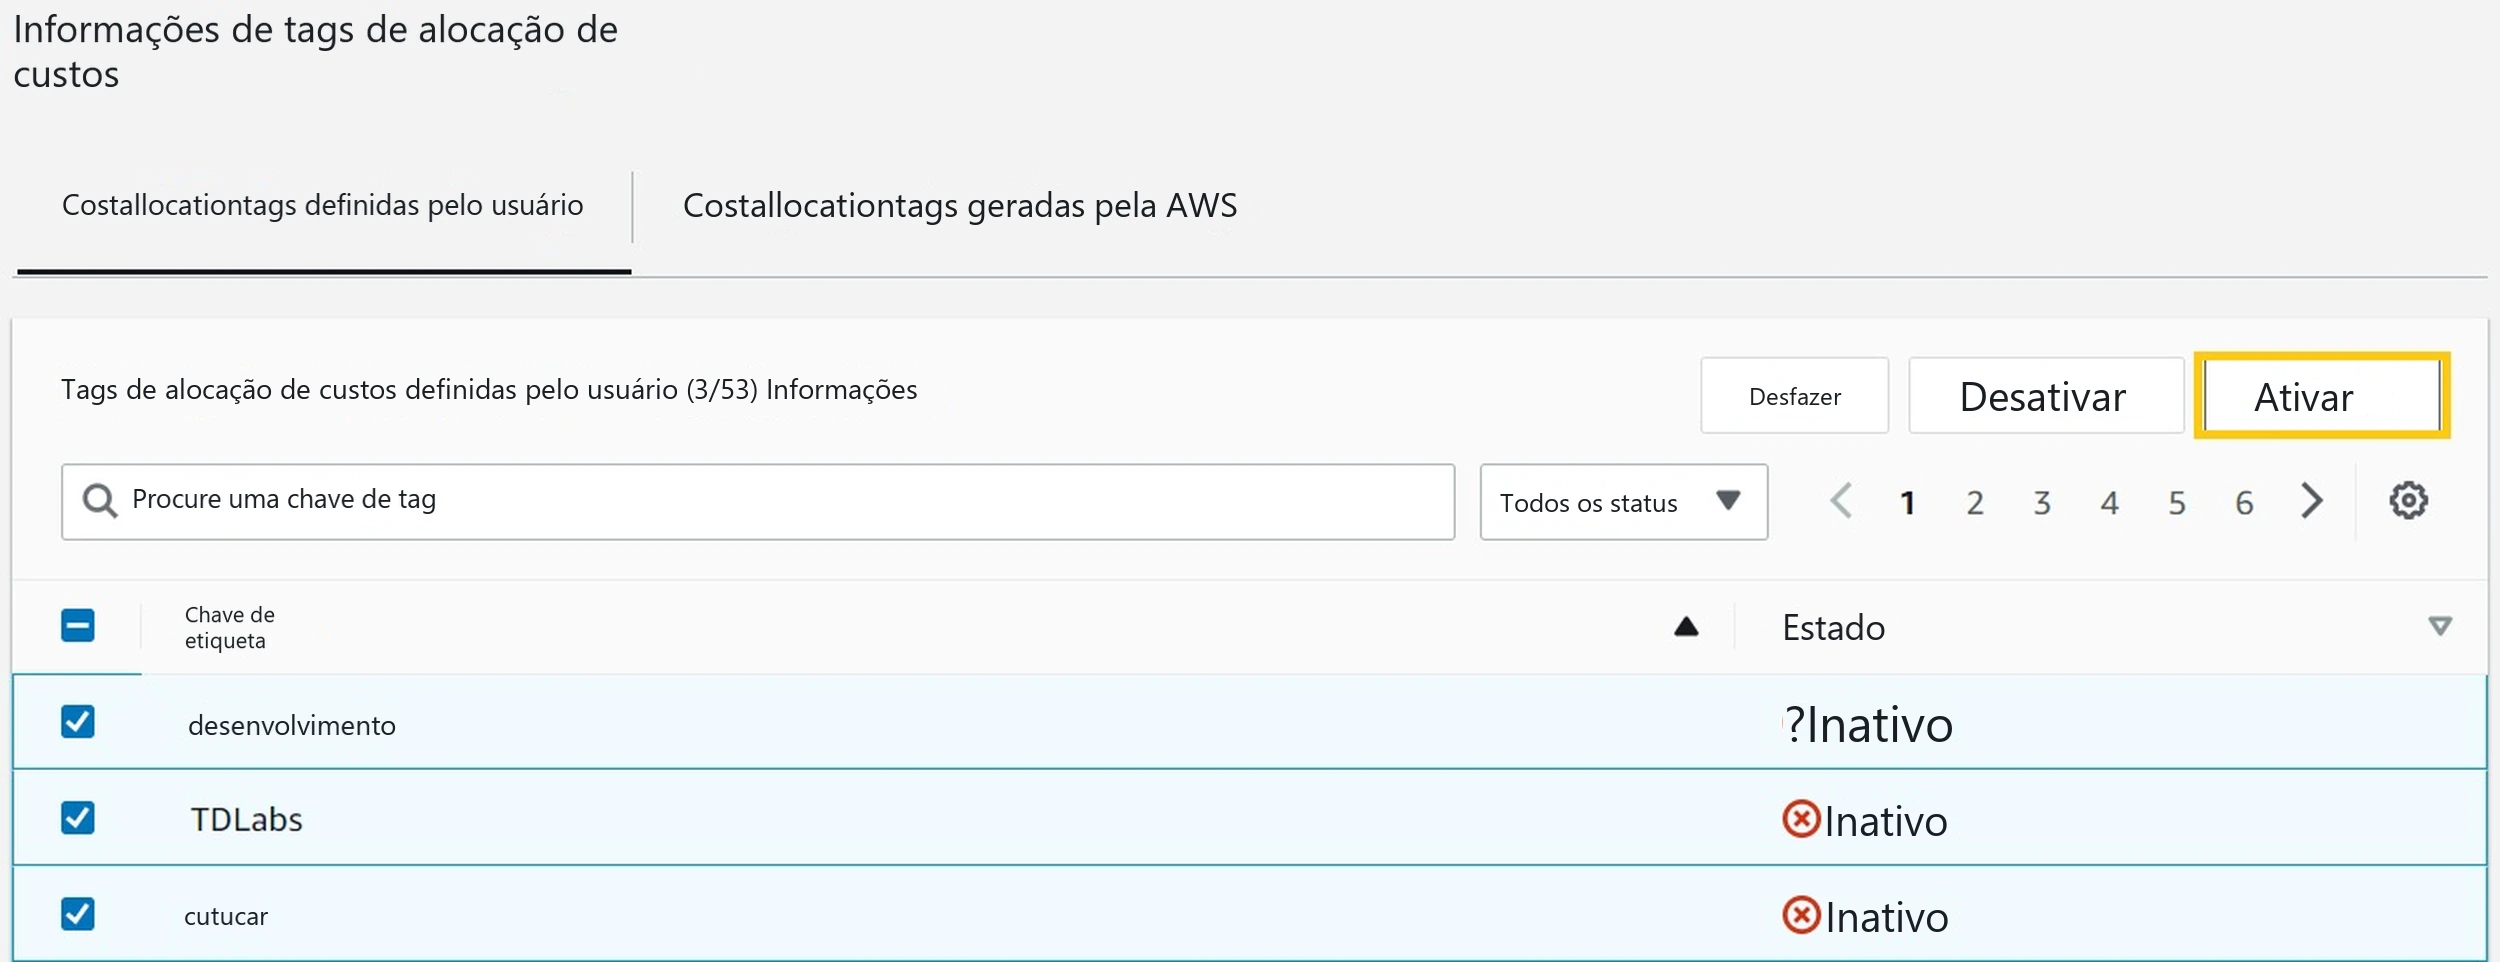 Informações de tags de alocação de
custos
Costallocationtags definidas pelo usuário
Costallocationtags geradas pela AWS
Tags de alocação de custos definidas pelo usuário (3/53) Informações
Desfazer
Desativar
Ativar
Procure uma chave de tag
Todos os status
1 2 3 4 5 6
Chave de
etiqueta
Estado
desenvolvimento
?Inativo
TDLabs
Inativo
cutucar
Inativo